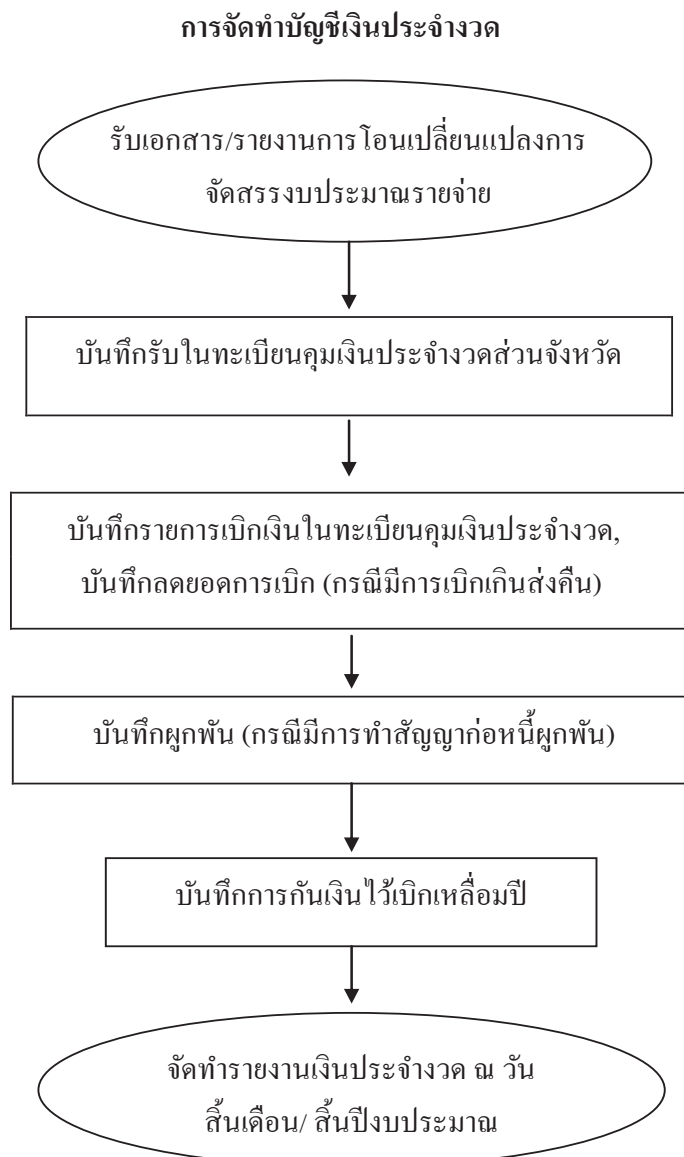 การจัดทำบัญชีเงินประจำงวด
รับเอกสาร/รายงานการโอนเปลี่ยนแปลงการ
จัดสรรงบประมาณรายจ่าย
บันทึกรับในทะเบียนคุมเงินประจำงวดส่วนจังหวัด
บันทึกรายการเบิกเงินในทะเบียนคุมเงินประจำงวด,
บันทึกลดยอดการเบิก (กรณีมีการเบิกเกินส่งคืน)
บันทึกผูกพัน (กรณีมีการทำสัญญาก่อหนี้ผูกพัน)
บันทึกการกันเงินไว้เบิกเหลื่อมปี
จัดทำรายงานเงินประจำงวด ณ วัน
สิ้นเดือน/ สิ้นปีงบประมาณ